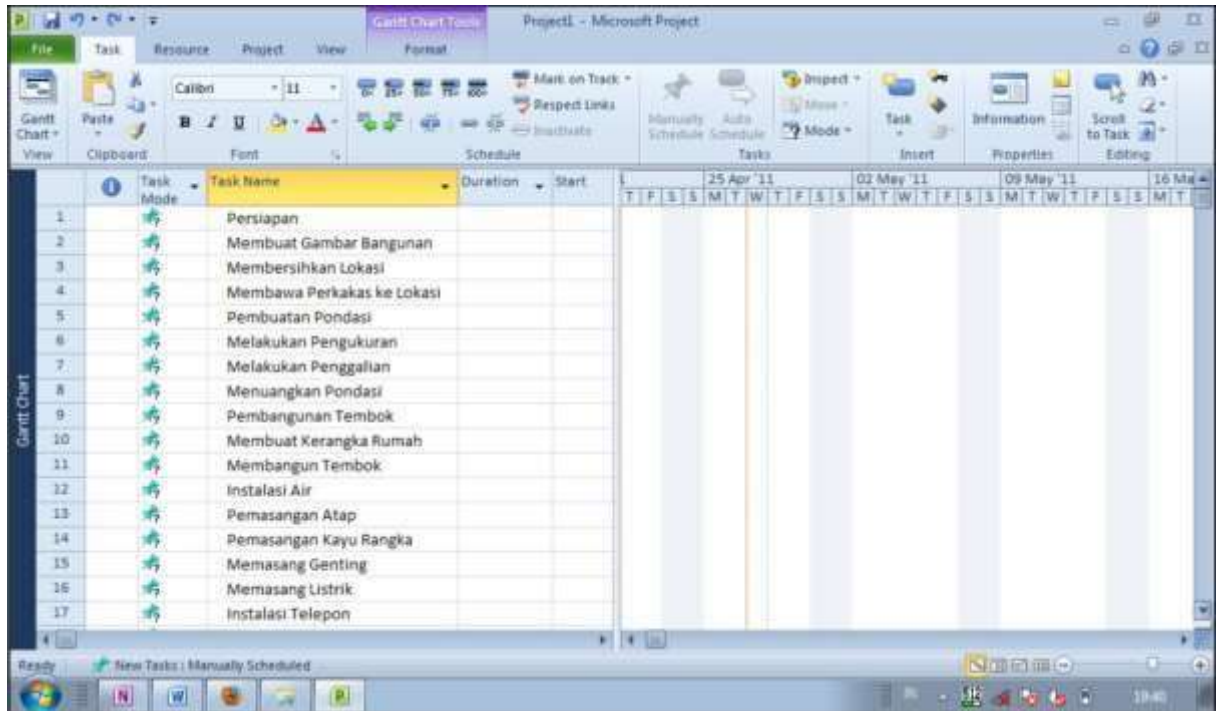 Gantt Chart Tools Project1 - Microsoft Project
File Task Resource Project View Format
Calibri 11
Mark on Track
Respect Links
Inactivate
Inspect
Move
Mode
Gantt Chart
Paste
B I U
Manually Schedule
Auto Schedule
Task
Information
Scroll to Task
View Clipboard Font Schedule Tasks Insert Properties Editing
Task Mode Task Name Duration Start
25 Apr '11 02 May '11 09 May '11 16 Ma
T F S S M T W T F S S M T W T F S S M T W T F S S M T
1 Persiapan
2 Membuat Gambar Bangunan
3 Membersihkan Lokasi
4 Membawa Perkakas ke Lokasi
5 Pembuatan Pondasi
6 Melakukan Pengukuran
7 Melakukan Penggalian
8 Menuangkan Pondasi
9 Pembangunan Tembok
10 Membuat Kerangka Rumah
11 Membangun Tembok
12 Instalasi Air
13 Pemasangan Atap
14 Pemasangan Kayu Rangka
15 Memasang Genting
16 Memasang Listrik
17 Instalasi Telepon
Gantt Chart
Ready New Tasks : Manually Scheduled
19:40